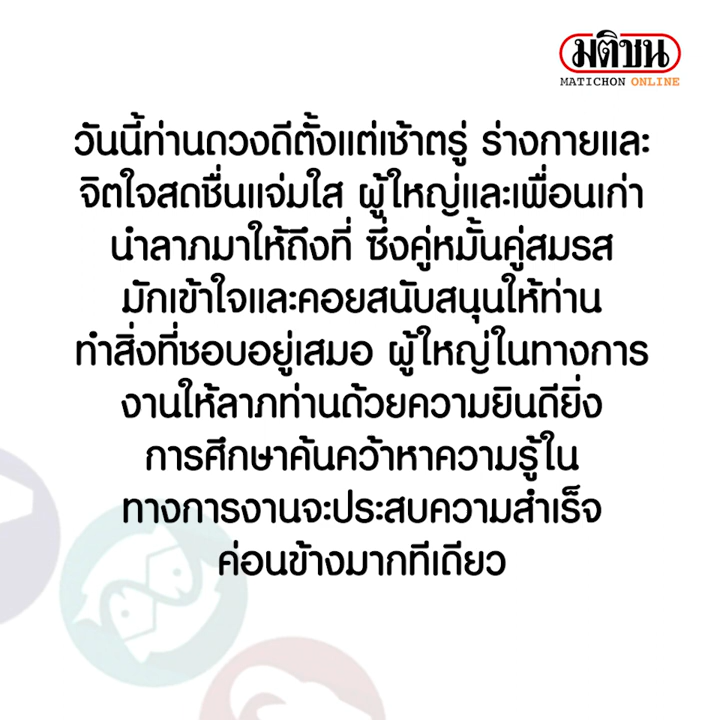 มติชน
MATICHON ONLINE
วันนี้ท่านดวงดีตั้งแต่เช้าตรู่ ร่างกายและ
จิตใจสดชื่นแจ่มใส ผู้ใหญ่และเพื่อนเก่า
นำลาภมาให้ถึงที่ ซึ่งคู่หมั้นคู่สมรส
มักเข้าใจและคอยสนับสนุนให้ท่าน
ทำสิ่งที่ชอบอยู่เสมอ ผู้ใหญ่ในทางการ
งานให้ลาภท่านด้วยความยินดียิ่ง
การศึกษาค้นคว้าหาความรู้ใน
ทางการงานจะประสบความสำเร็จ
ค่อนข้างมากทีเดียว